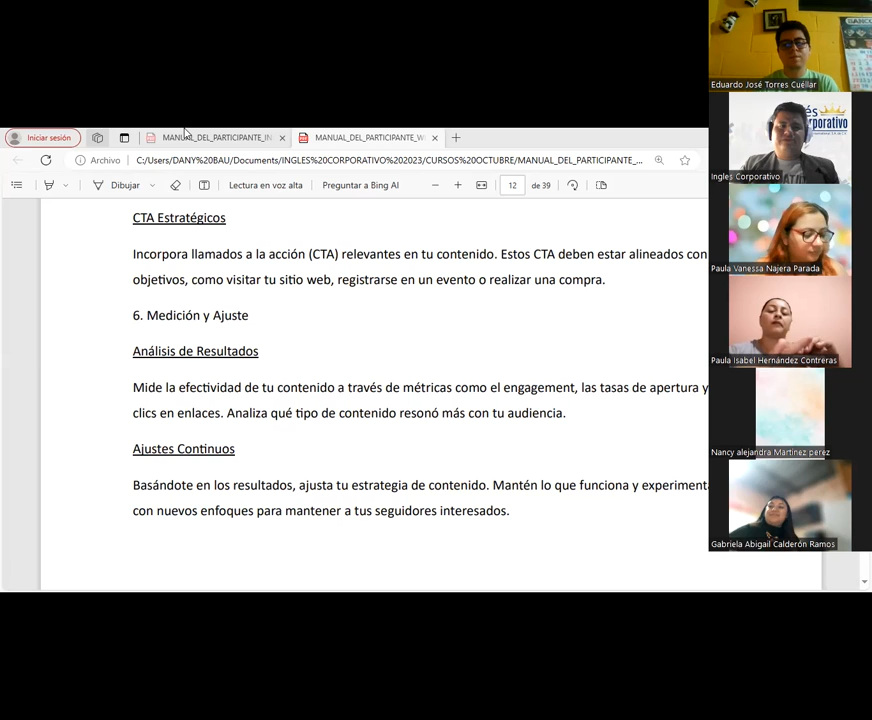 Iniciar sesión
MANUAL_DEL_PARTICIPANTE_IN
MANUAL_DEL_PARTICIPANTE_W
Archivo
C:/Users/DANY%20BAU/Documents/INGLES%20CORPORATIVO%202023/CURSOS%20OCTUBRE/MANUAL_DEL_PARTICIPANTE_...
Dibujar
Lectura en voz alta
Preguntar a Bing AI
12 de 39
CTA Estratégicos
Incorpora llamados a la acción (CTA) relevantes en tu contenido. Estos CTA deben estar alineados con
objetivos, como visitar tu sitio web, registrarse en un evento o realizar una compra.
6. Medición y Ajuste
Análisis de Resultados
Mide la efectividad de tu contenido a través de métricas como el engagement, las tasas de apertura y
clics en enlaces. Analiza qué tipo de contenido resonó más con tu audiencia.
Ajustes Continuos
Basándote en los resultados, ajusta tu estrategia de contenido. Mantén lo que funciona y experimenta
con nuevos enfoques para mantener a tus seguidores interesados.
Eduardo José Torres Cuéllar
Ingles Corporativo
Paula Vanessa Najera Parada
Paula Isabel Hernández Contreras
Nancy alejandra Martinez perez
Gabriela Abigail Calderón Ramos